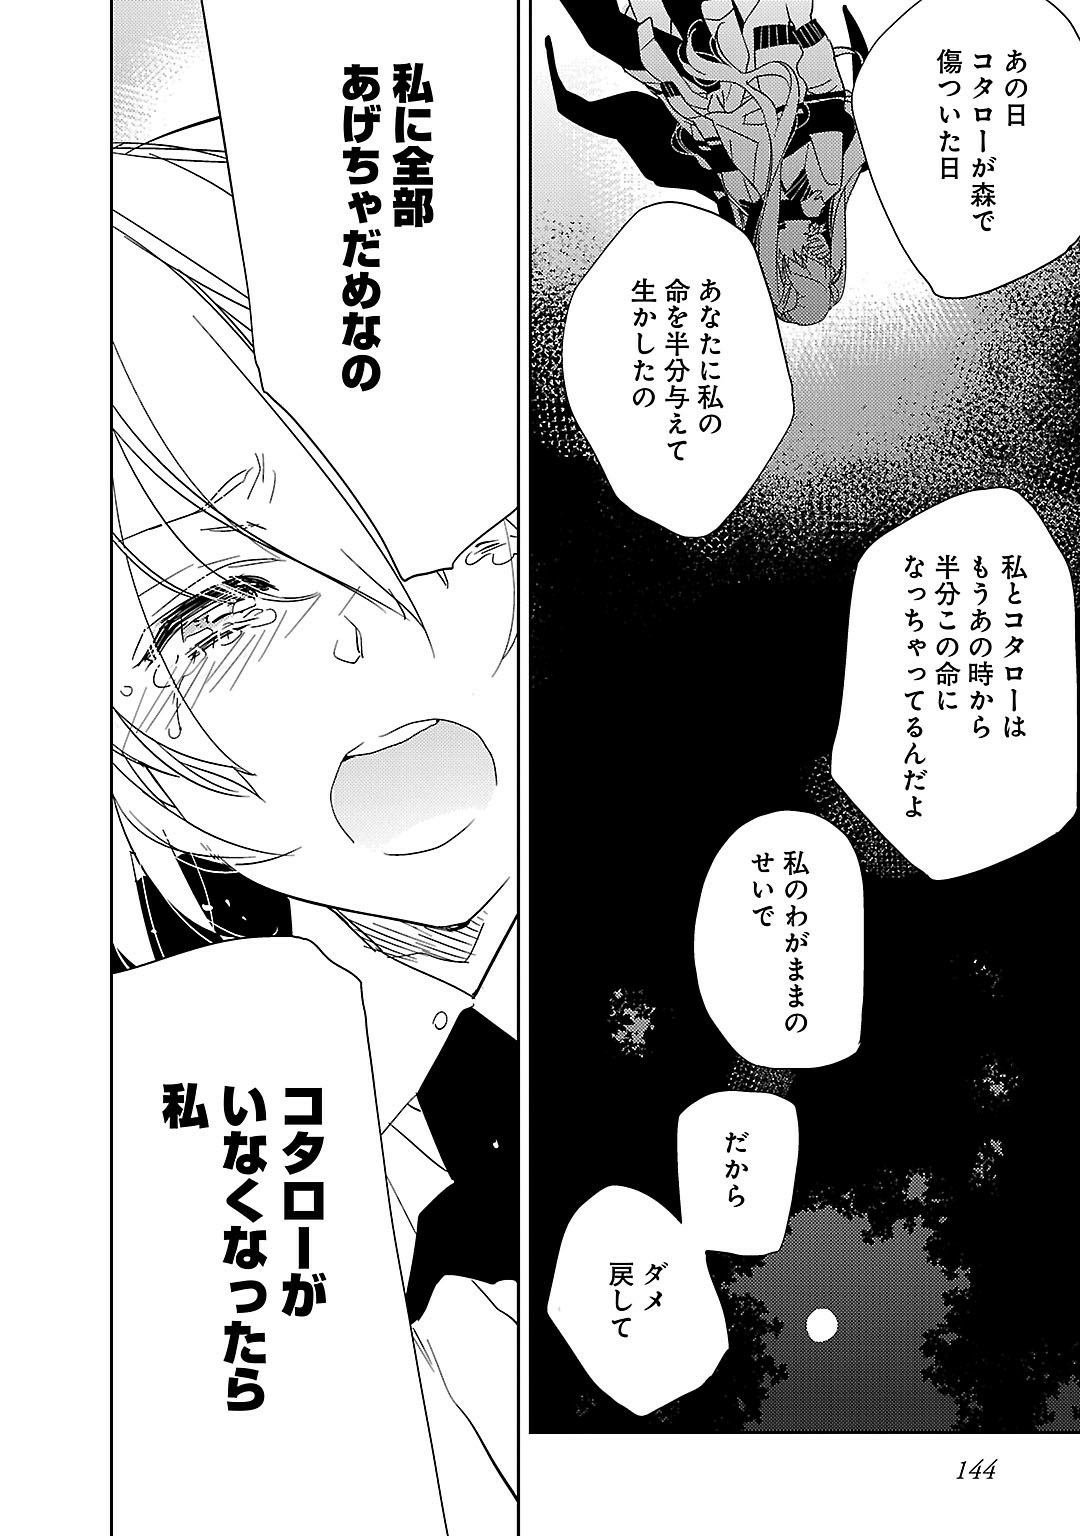 あの日
コタローが森で
傷ついた日
あなたに私の
命を半分与えて
生かしたの
私とコタローは
もうあの時から
半分この命に
なっちゃってるんだよ
私のわがままの
せいで
だから
ダメ
戻して
私に全部
あげちゃだめなの
コタローが
いなくなったら
私
144